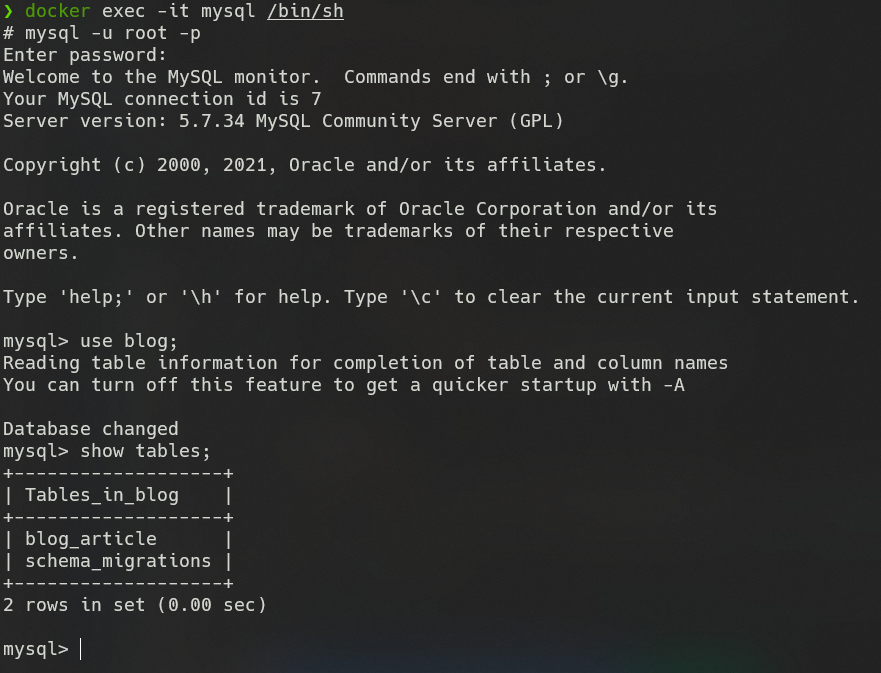 ❯ docker exec -it mysql /bin/sh
# mysql -u root -p
Enter password:
Welcome to the MySQL monitor.  Commands end with ; or \g.
Your MySQL connection id is 7
Server version: 5.7.34 MySQL Community Server (GPL)

Copyright (c) 2000, 2021, Oracle and/or its affiliates.

Oracle is a registered trademark of Oracle Corporation and/or its
affiliates. Other names may be trademarks of their respective
owners.

Type 'help;' or '\h' for help. Type '\c' to clear the current input statement.

mysql> use blog;
Reading table information for completion of table and column names
You can turn off this feature to get a quicker startup with -A

Database changed
mysql> show tables;
+-------------------+
| Tables_in_blog    |
+-------------------+
| blog_article      |
| schema_migrations |
+-------------------+
2 rows in set (0.00 sec)

mysql>